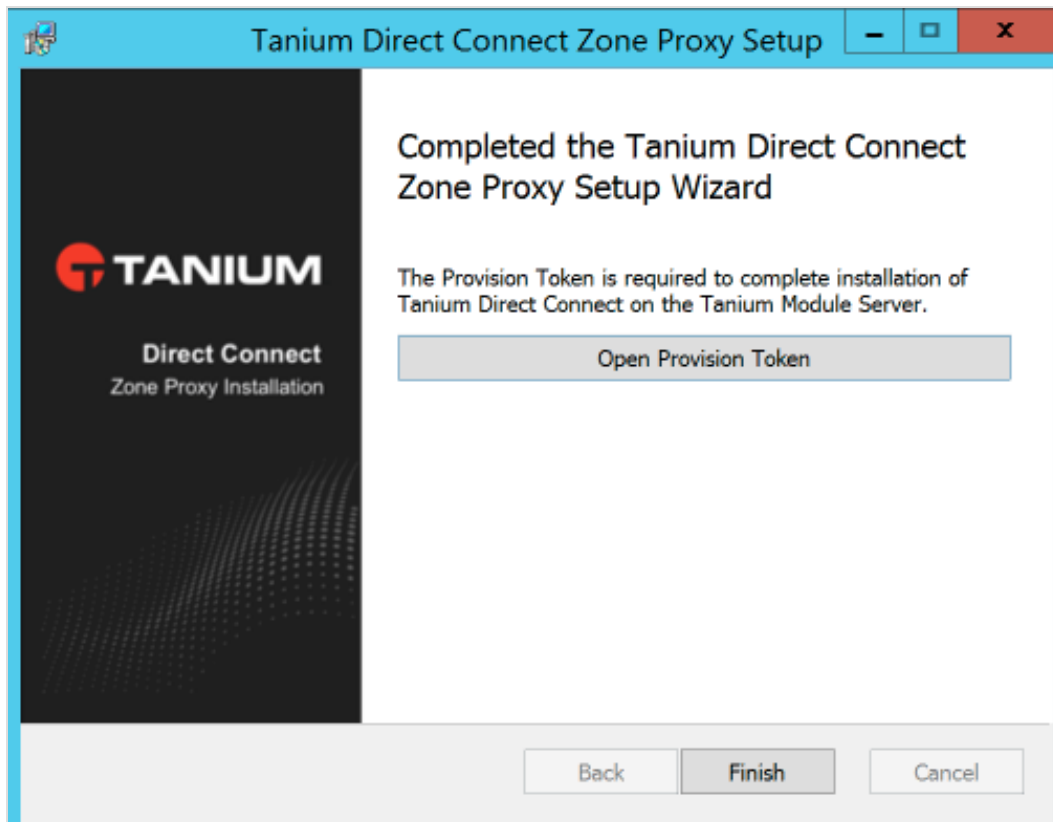 Tanium Direct Connect Zone Proxy Setup
TANIUM
Direct Connect
Zone Proxy Installation
Completed the Tanium Direct Connect
Zone Proxy Setup Wizard
The Provision Token is required to complete installation of
Tanium Direct Connect on the Tanium Module Server.
Open Provision Token
Back
Finish
Cancel